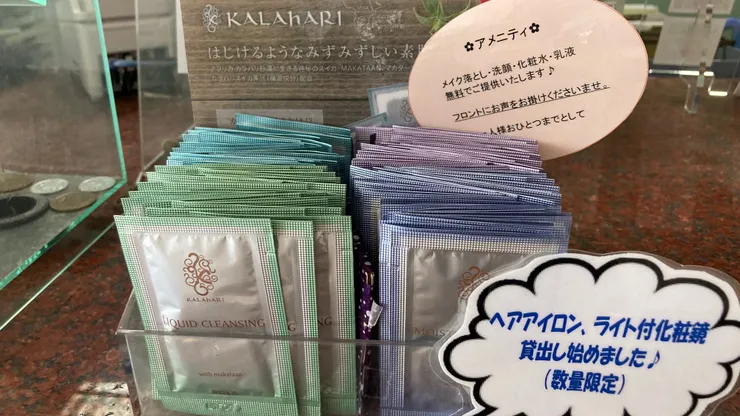 KALAHARI
はじけるようなみずみずしい素
✿アメニティ✿
メイク落とし・洗顔・化粧水・乳液
無料でご提供いたします♪
フロントにお声をお掛けくださいませ。
人様おひとつまでとして
KALAHARI
LIQUID CLEANSING
with makataan
ヘアアイロン、ライト付化粧鏡
貸出し始めました♪
(数量限定)